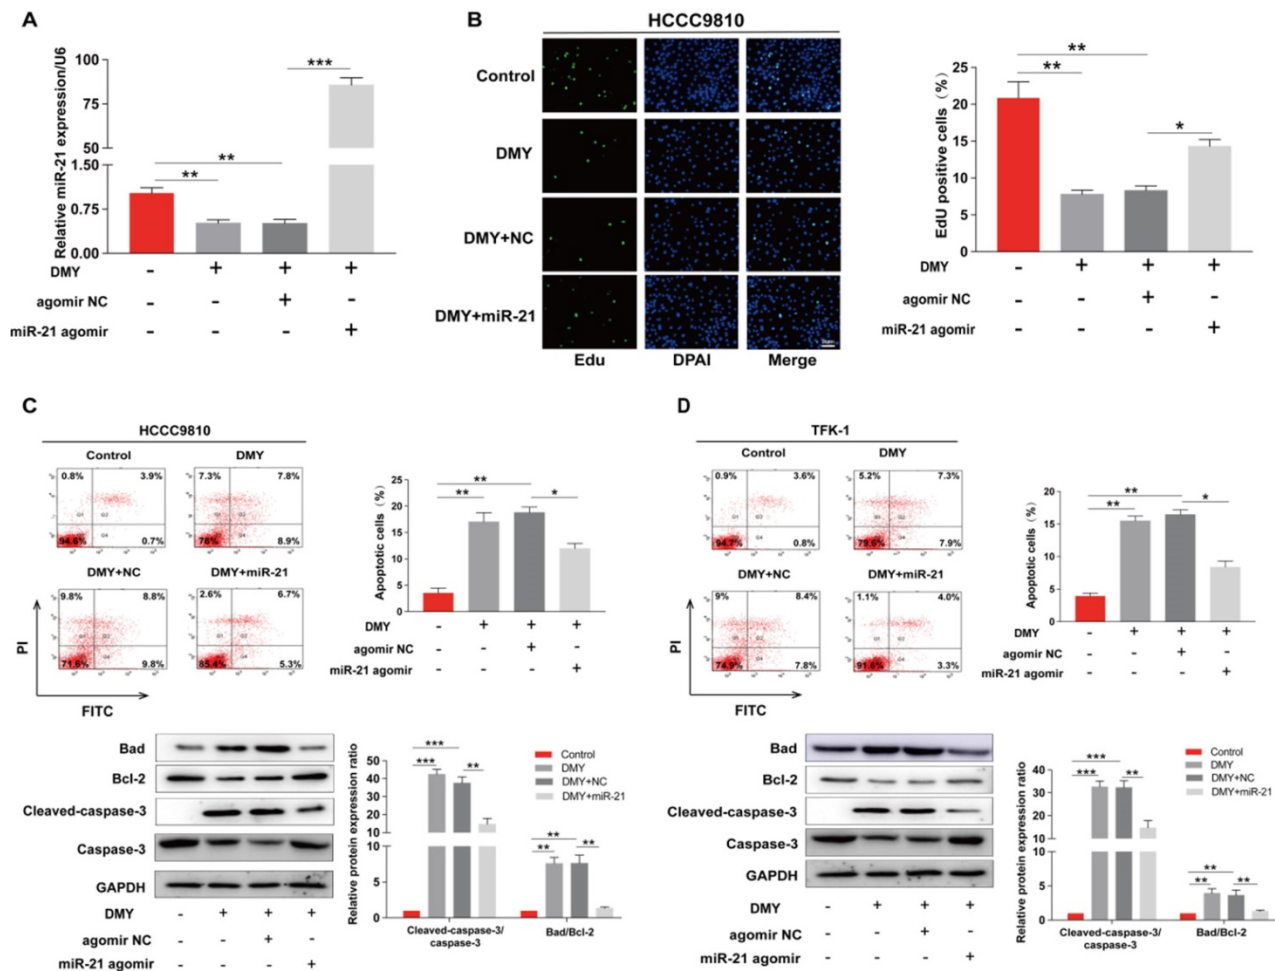 A
Relative miR-21 expression/U6
100
75
50
1.50
0.75
0.00
***
**
**
DMY - + + +
agomir NC - - + -
miR-21 agomir - - - +
B
HCCC9810
Control
DMY
DMY+NC
DMY+miR-21
Edu DPAI Merge
EdU positive cells (%)
25
20
15
10
5
0
**
**
*
DMY - + + +
agomir NC - - + -
miR-21 agomir - - - +
C
HCCC9810
Control DMY
0.8% 3.9% 7.3% 7.8%
94.6% 0.7% 78% 8.9%
DMY+NC DMY+miR-21
9.8% 8.8% 2.6% 6.7%
71.6% 9.8% 85.4% 5.3%
PI
FITC
Apoptotic cells (%)
25
20
15
10
5
0
**
**
*
DMY - + + +
agomir NC - - + -
miR-21 agomir - - - +
Bad
Bcl-2
Cleaved-caspase-3
Caspase-3
GAPDH
DMY - + + +
agomir NC - - + -
miR-21 agomir - - - +
Relative protein expression ratio
50
40
30
20
10
10
5
0
***
***
**
**
**
**
Control
DMY
DMY+NC
DMY+miR-21
Cleaved-caspase-3/
caspase-3
Bad/Bcl-2
D
TFK-1
Control DMY
0.9% 3.6% 5.2% 7.3%
94.7% 0.8% 79.6% 7.9%
DMY+NC DMY+miR-21
9% 8.4% 1.1% 4.0%
74.9% 7.8% 91.6% 3.3%
PI
FITC
Apoptotic cells (%)
20
15
10
5
0
**
**
*
DMY - + + +
agomir NC - - + -
miR-21 agomir - - - +
Bad
Bcl-2
Cleaved-caspase-3
Caspase-3
GAPDH
DMY - + + +
agomir NC - - + -
miR-21 agomir - - - +
Relative protein expression ratio
40
30
20
10
10
5
0
***
***
**
**
**
**
Control
DMY
DMY+NC
DMY+miR-21
Cleaved-caspase-3/
caspase-3
Bad/Bcl-2